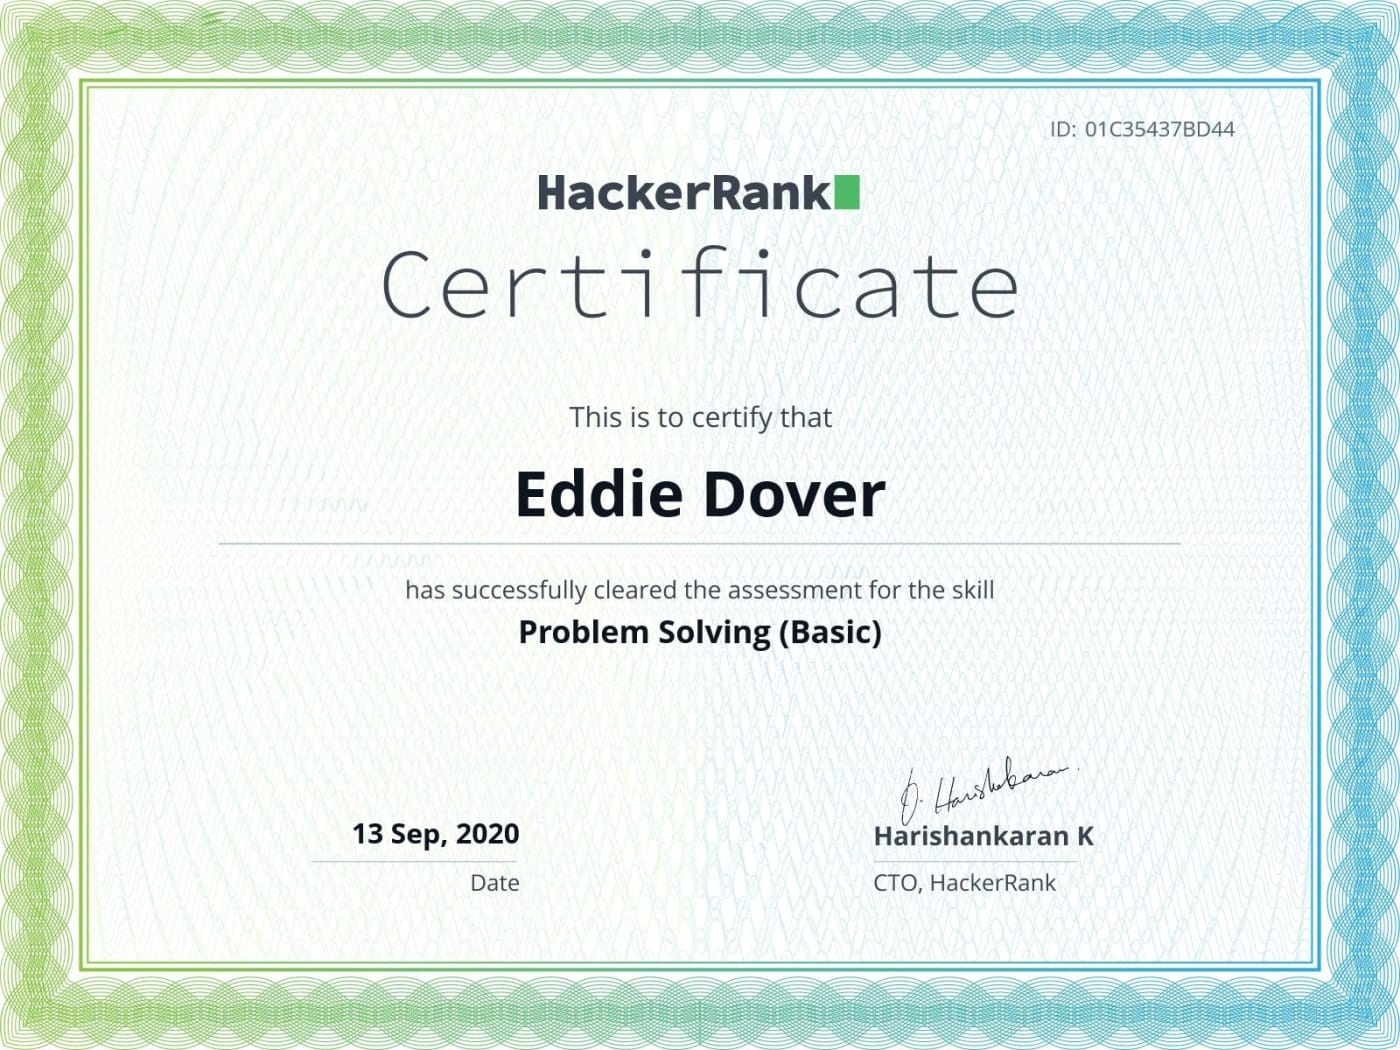 ID: 01C35437BD44
HackerRank
Certificate
This is to certify that
Eddie Dover
has successfully cleared the assessment for the skill
Problem Solving (Basic)
13 Sep, 2020
Date
Harishankaran K
CTO, HackerRank